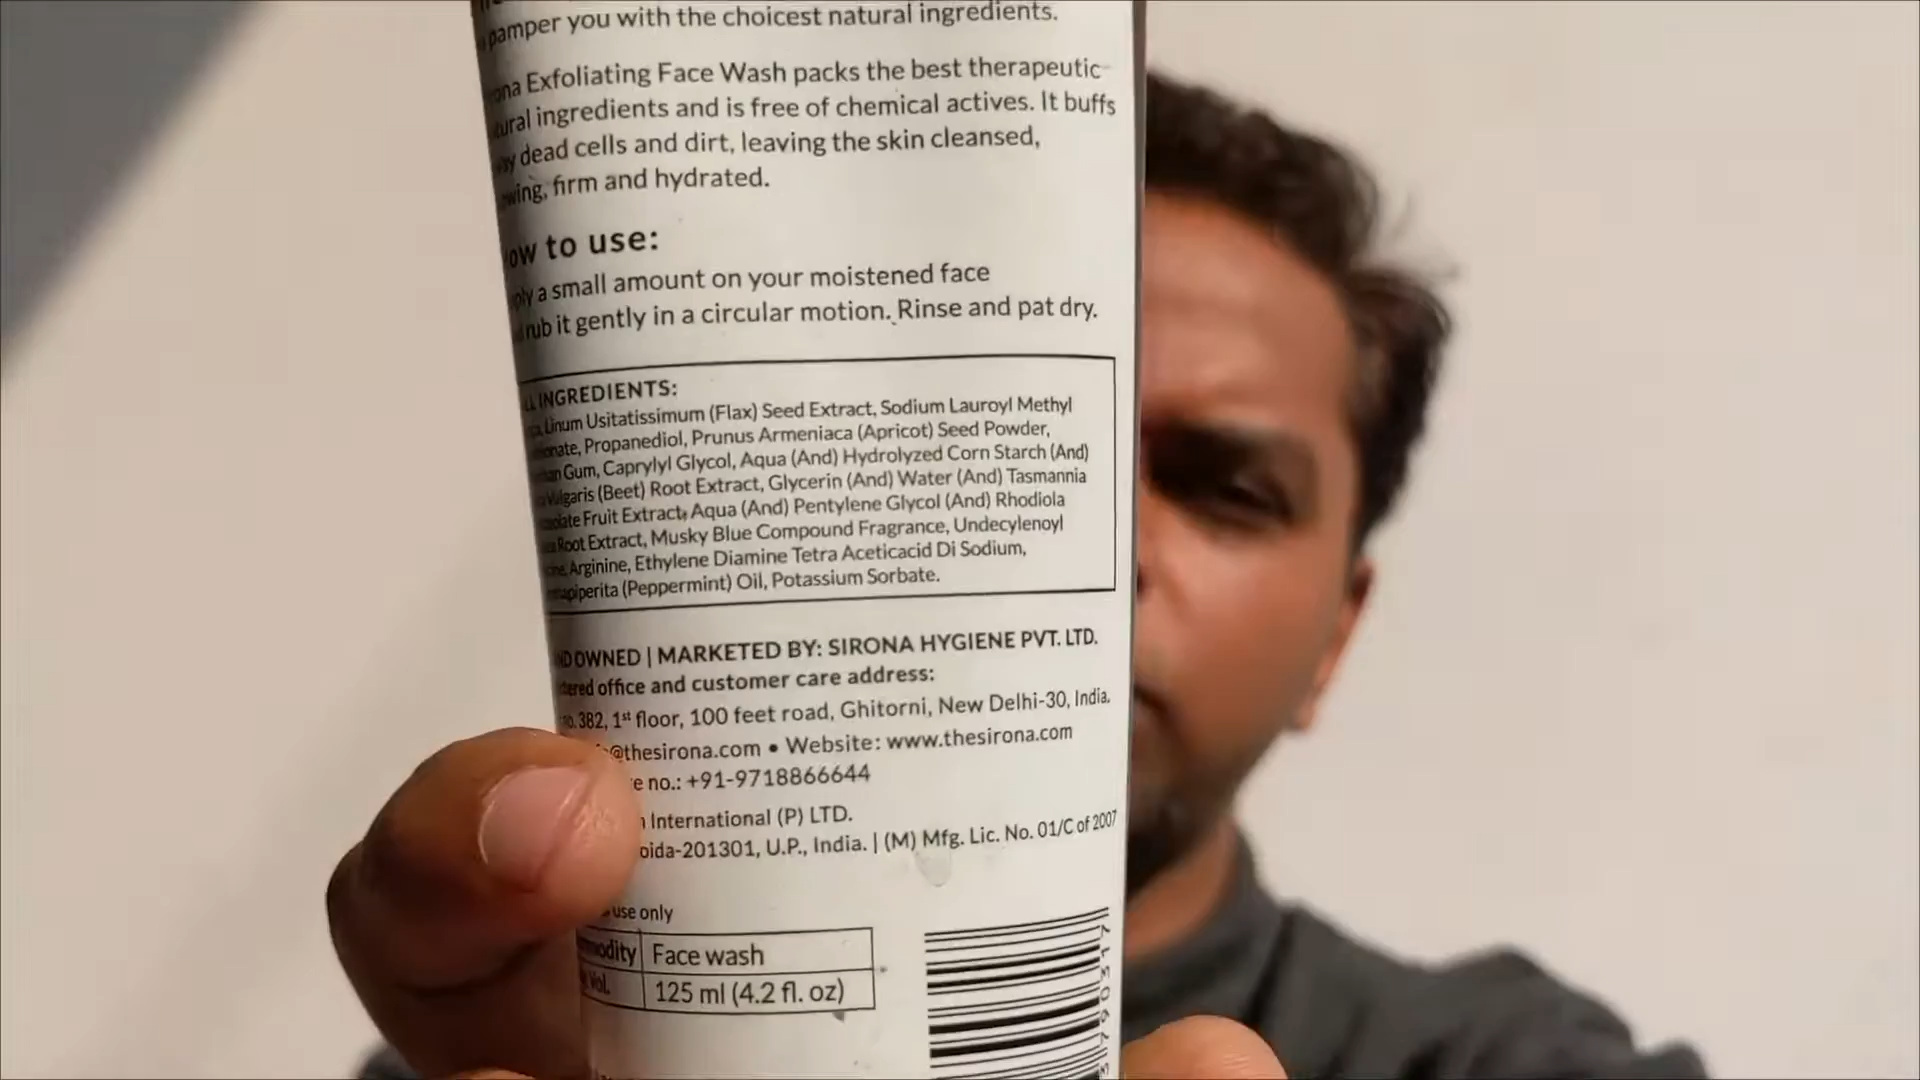 pamper you with the choicest natural ingredients.
Exfoliating Face Wash packs the best therapeutic
ingredients and is free of chemical actives. It buffs
dead cells and dirt, leaving the skin cleansed,
firm and hydrated.
to use:
a small amount on your moistened face
rub it gently in a circular motion. Rinse and pat dry.
INGREDIENTS:
Linum Usitatissimum (Flax) Seed Extract, Sodium Lauroyl Methyl
Propanediol, Prunus Armeniaca (Apricot) Seed Powder,
Gum, Caprylyl Glycol, Aqua (And) Hydrolyzed Corn Starch (And)
Vulgaris (Beet) Root Extract, Glycerin (And) Water (And) Tasmannia
Fruit Extract, Aqua (And) Pentylene Glycol (And) Rhodiola
Root Extract, Musky Blue Compound Fragrance, Undecylenoyl
Arginine, Ethylene Diamine Tetra Aceticacid Di Sodium,
(Peppermint) Oil, Potassium Sorbate.
OWNED | MARKETED BY: SIRONA HYGIENE PVT. LTD.
office and customer care address:
382, 1st floor, 100 feet road, Ghitorni, New Delhi-30, India.
@thesirona.com • Website: www.thesirona.com
no.: +91-9718866644
International (P) LTD.
201301, U.P., India. | (M) Mfg. Lic. No. 01/C of 2007
use only
Face wash
Vol. 125 ml (4.2 fl. oz)
3790317